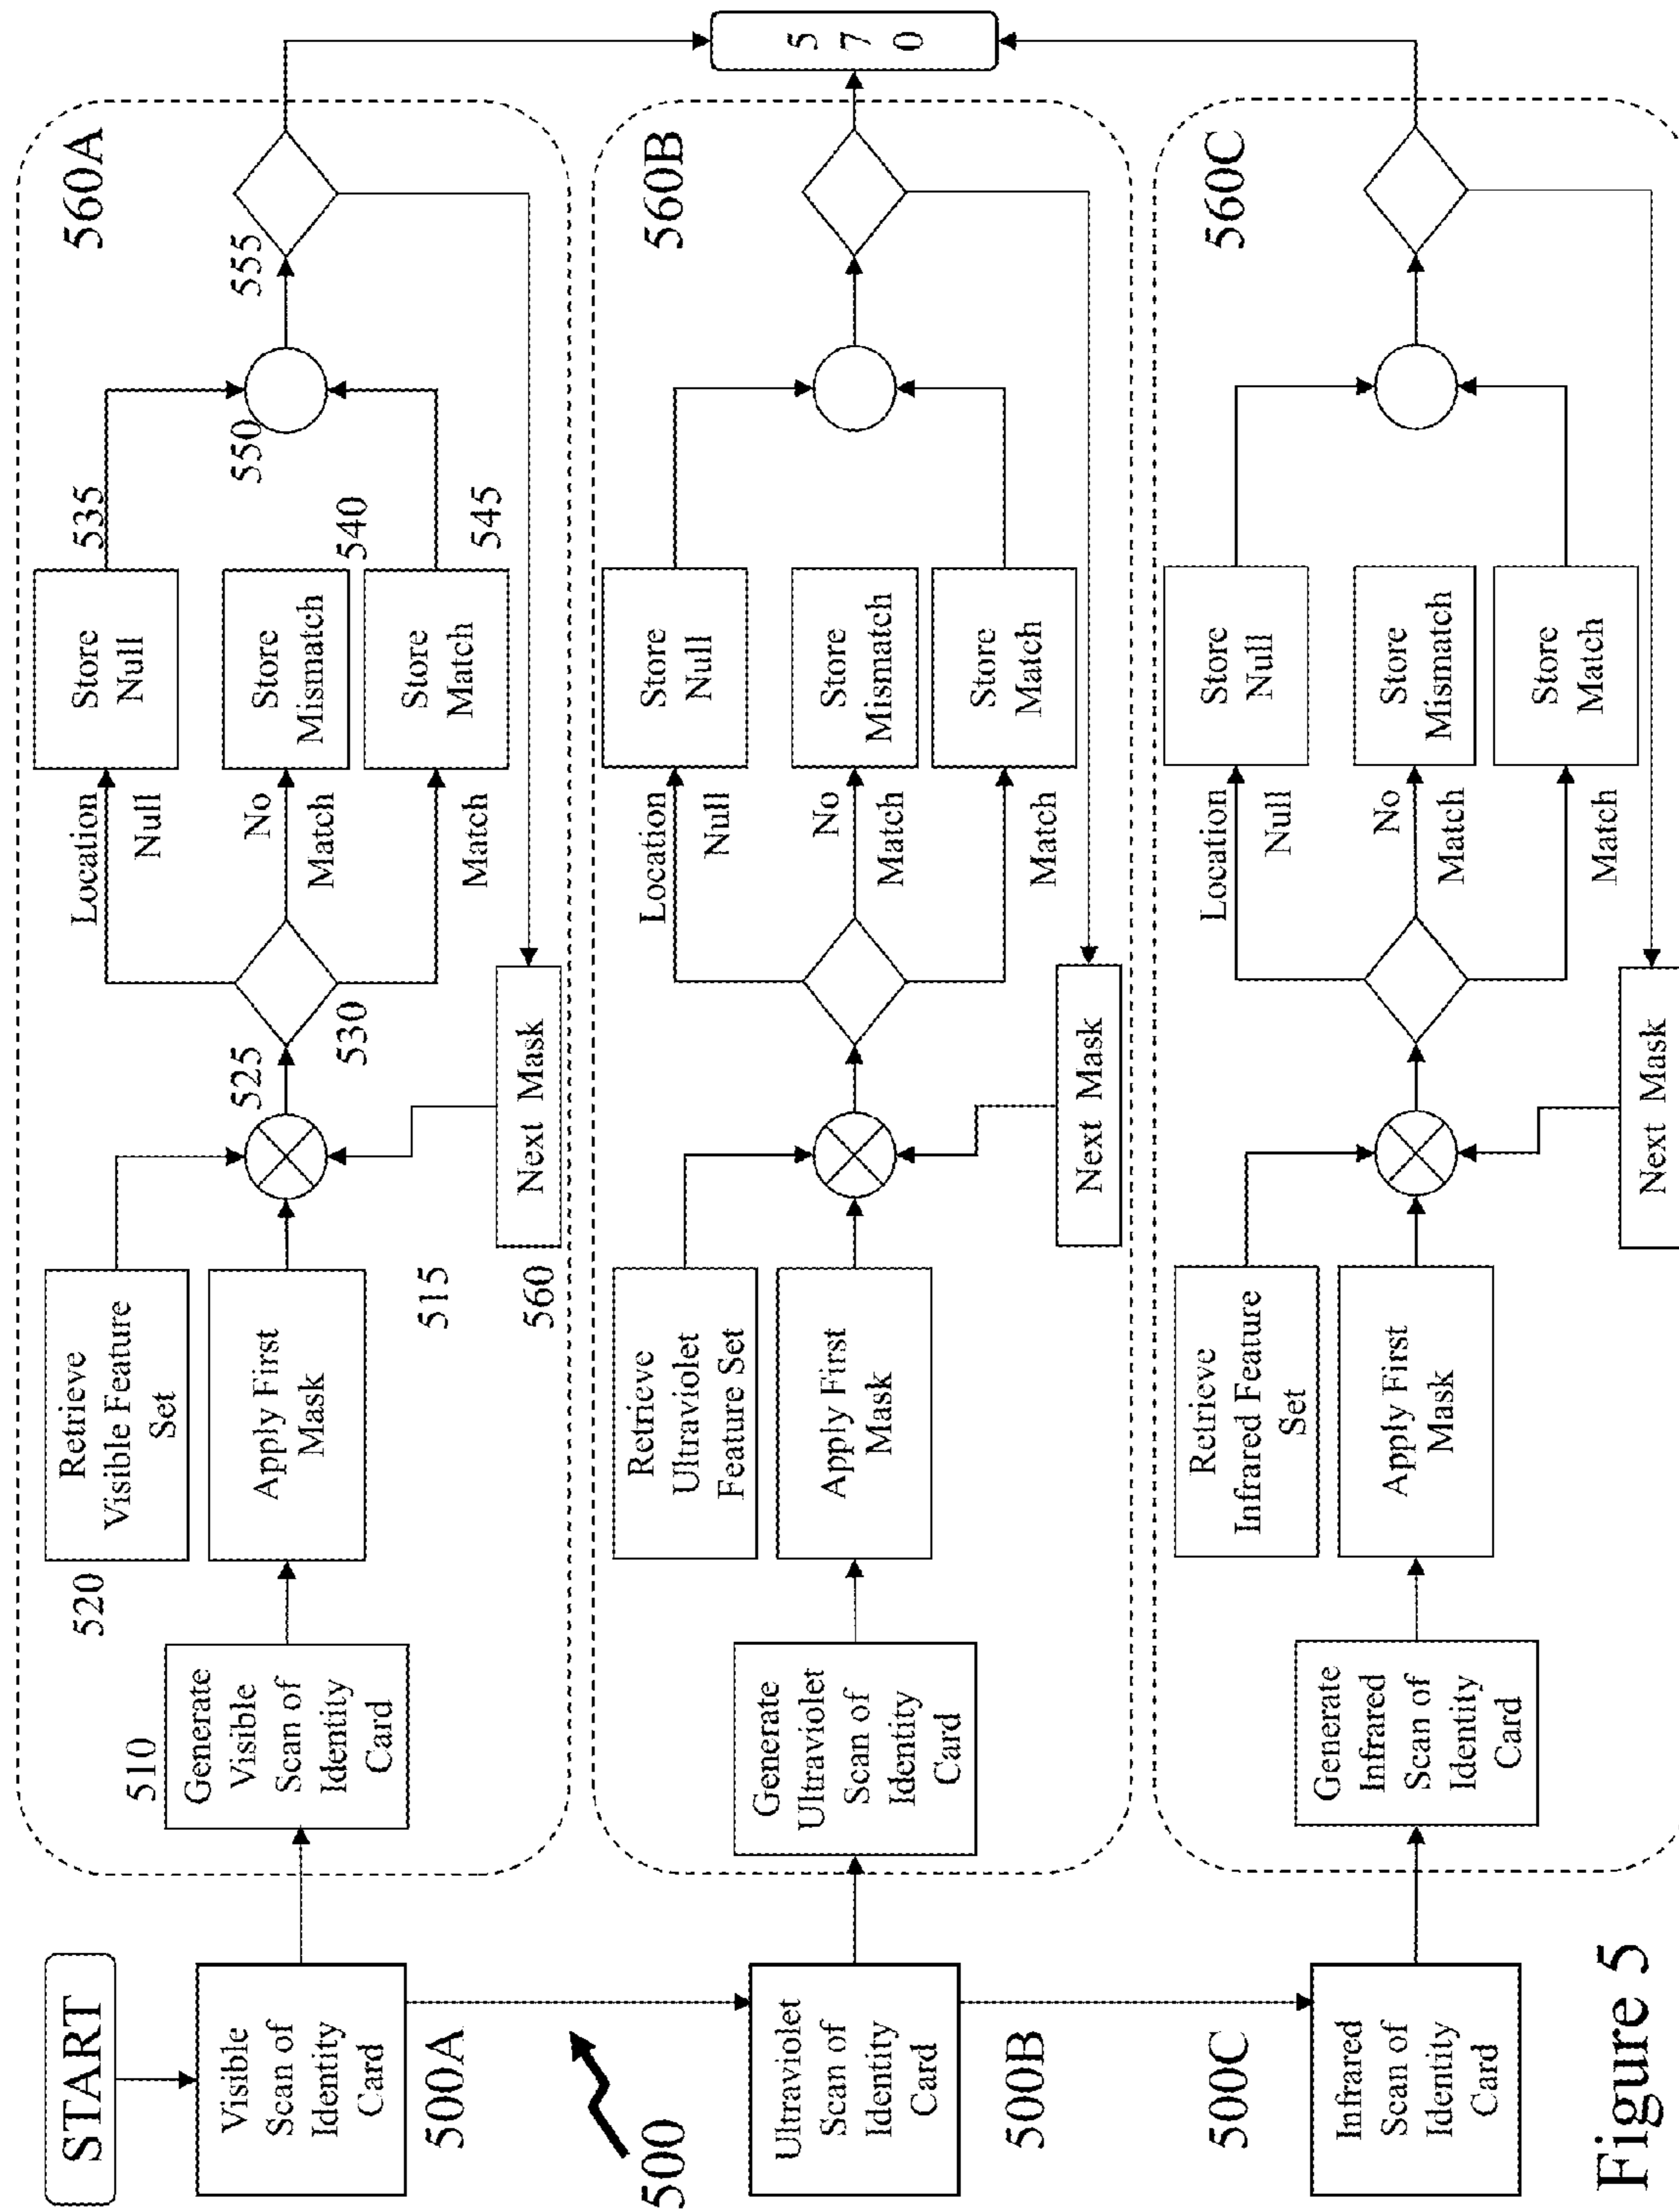 START
Visible
Scan of
Identity
Card
500A
500
Ultraviolet
Scan of
Identity
Card
500B
500C
Infrared
Scan of
Identity
Card
560A
510
Generate
Visible
Scan of
Identity
Card
520
Retrieve
Visible Feature
Set
Apply First
Mask
515
525
530
Next Mask
560
Location
Null
No
Match
Match
Store
Null
535
Store
Mismatch
540
Store
Match
545
550
555
560B
Generate
Ultraviolet
Scan of
Identity
Card
Retrieve
Ultraviolet
Feature Set
Apply First
Mask
Next Mask
Location
Null
No
Match
Match
Store
Null
Store
Mismatch
Store
Match
560C
Generate
Infrared
Scan of
Identity
Card
Retrieve
Infrared Feature
Set
Apply First
Mask
Next Mask
Location
Null
No
Match
Match
Store
Null
Store
Mismatch
Store
Match
5
7
0
Figure 5